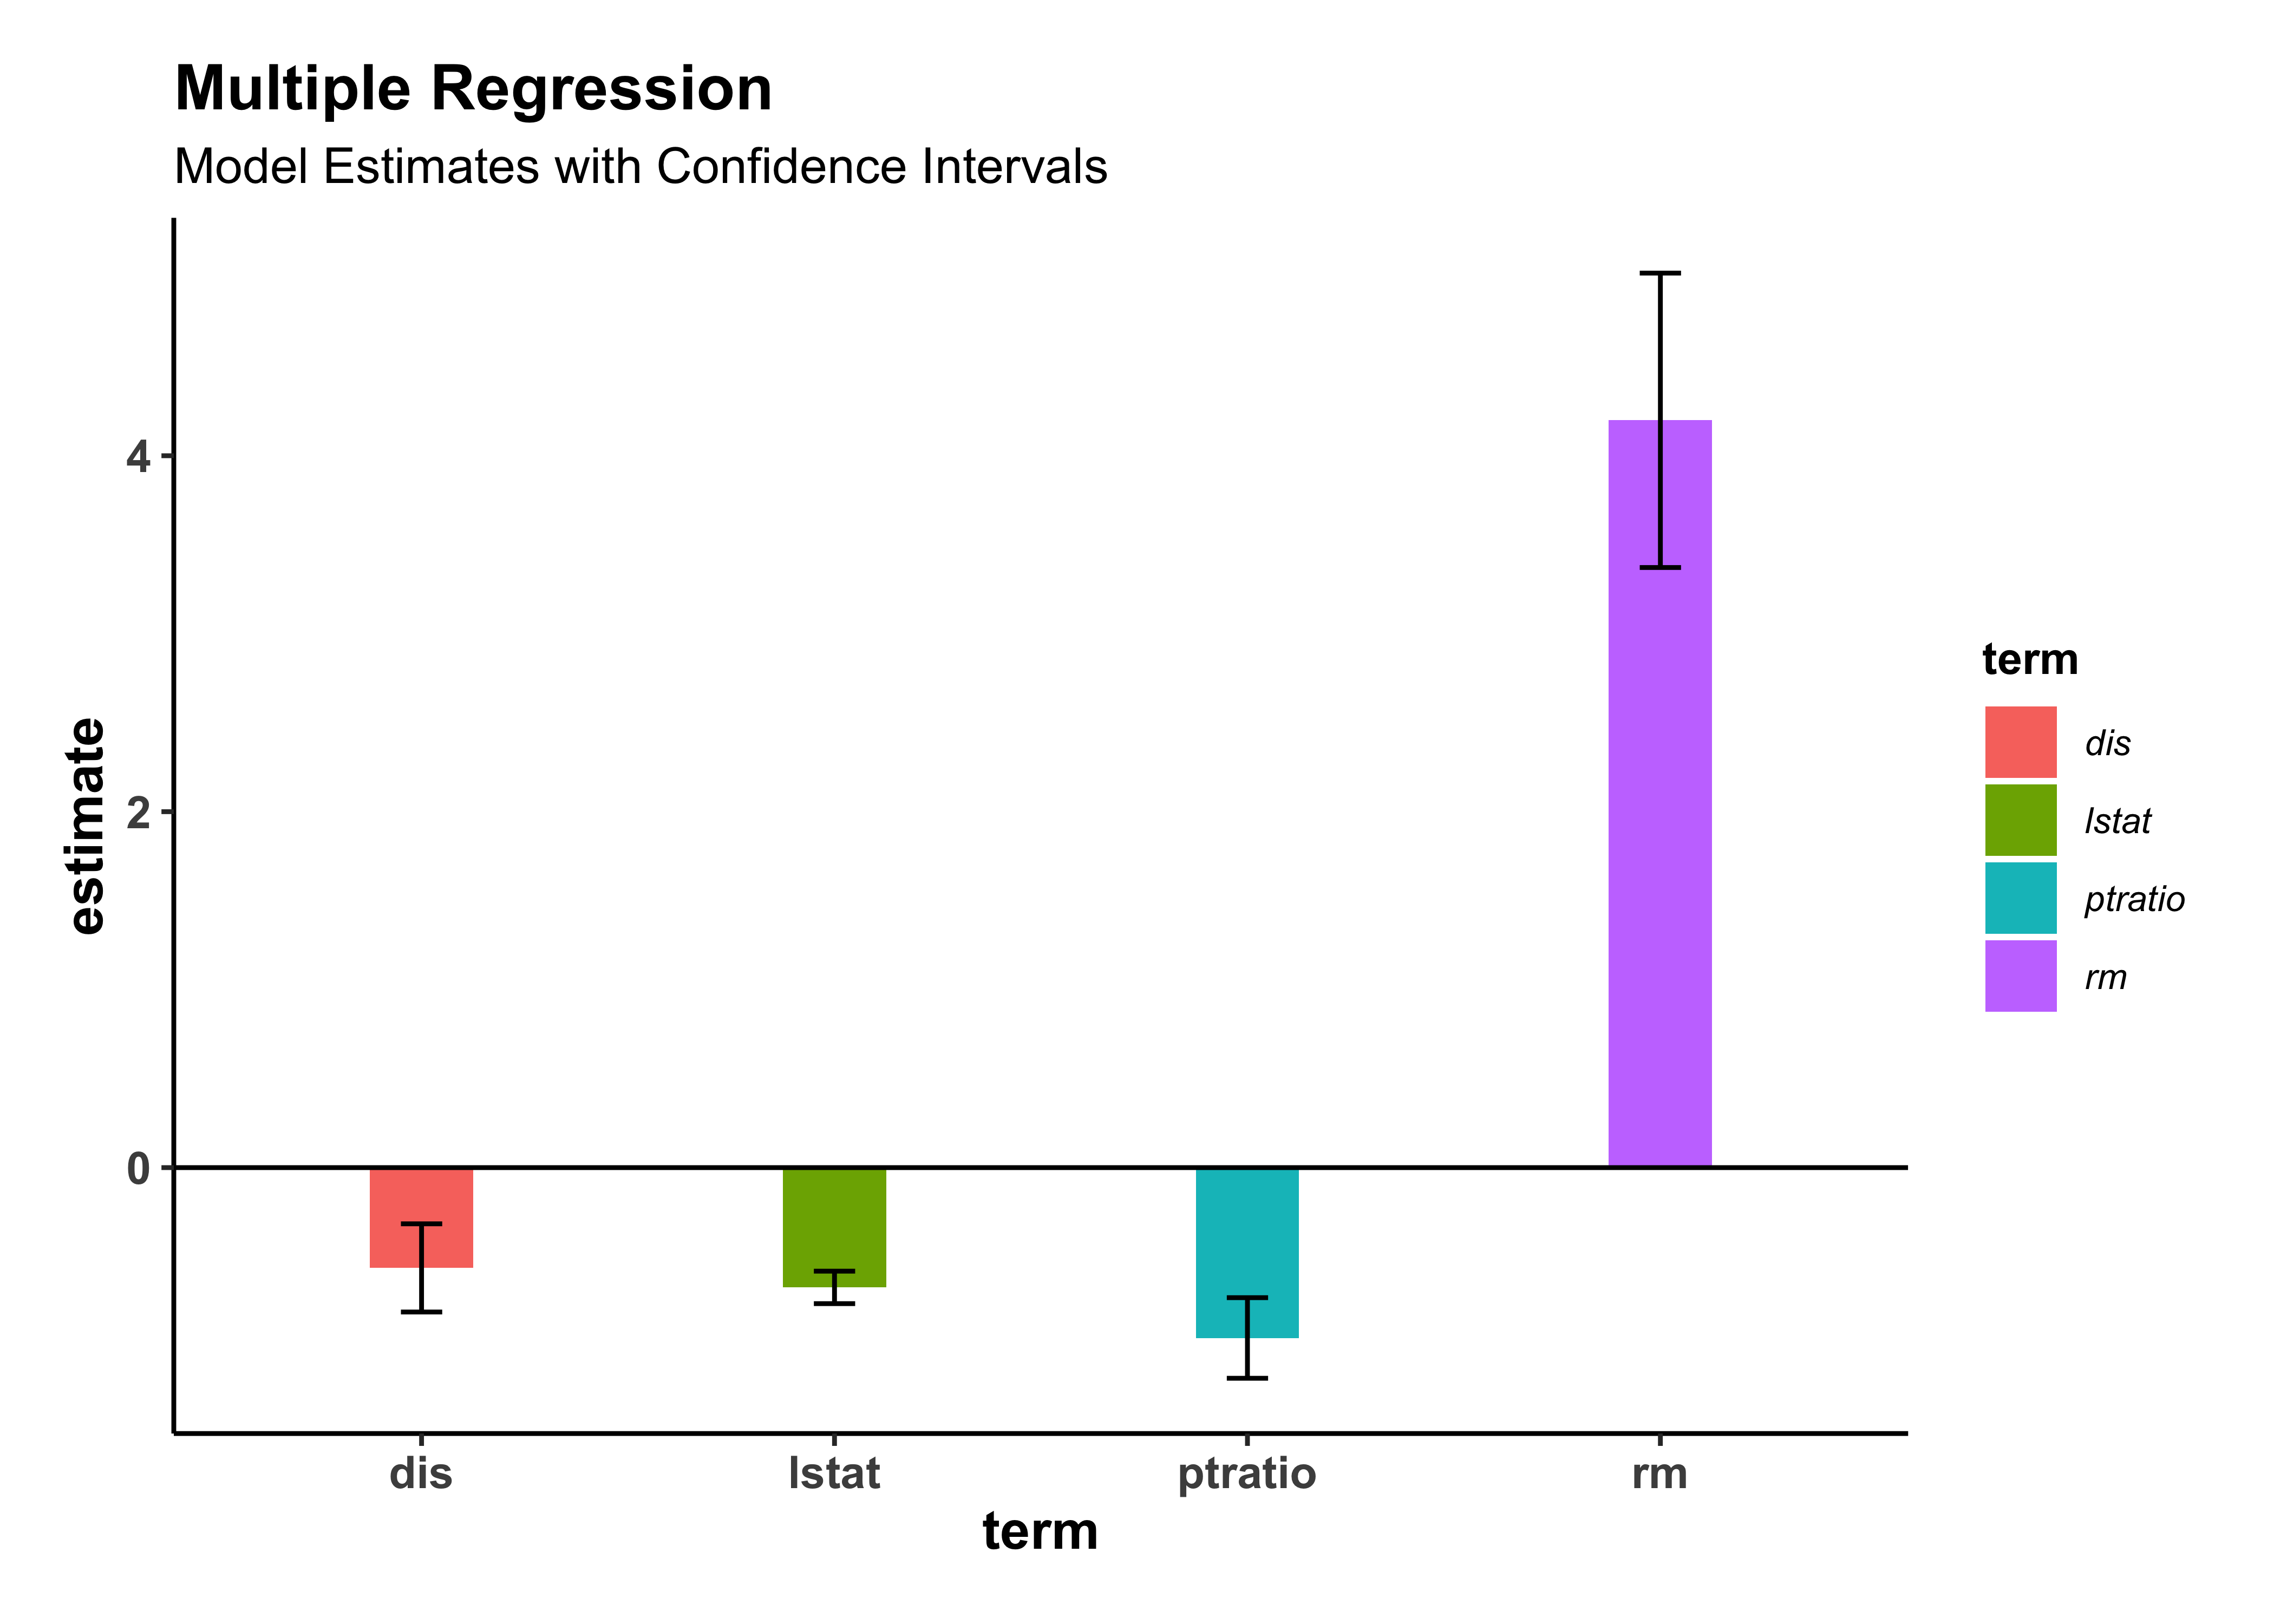 Multiple Regression
Model Estimates with Confidence Intervals
estimate
4
2
0
dis
lstat
ptratio
rm
term
term
dis
lstat
ptratio
rm